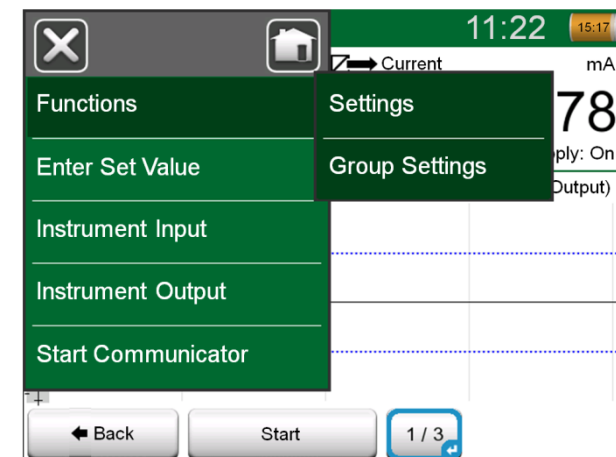 11:22 15:17
Current mA
Functions
Settings
78
Enter Set Value
Group Settings
ply: On
Output)
Instrument Input
Instrument Output
Start Communicator
Back
Start
1 / 3